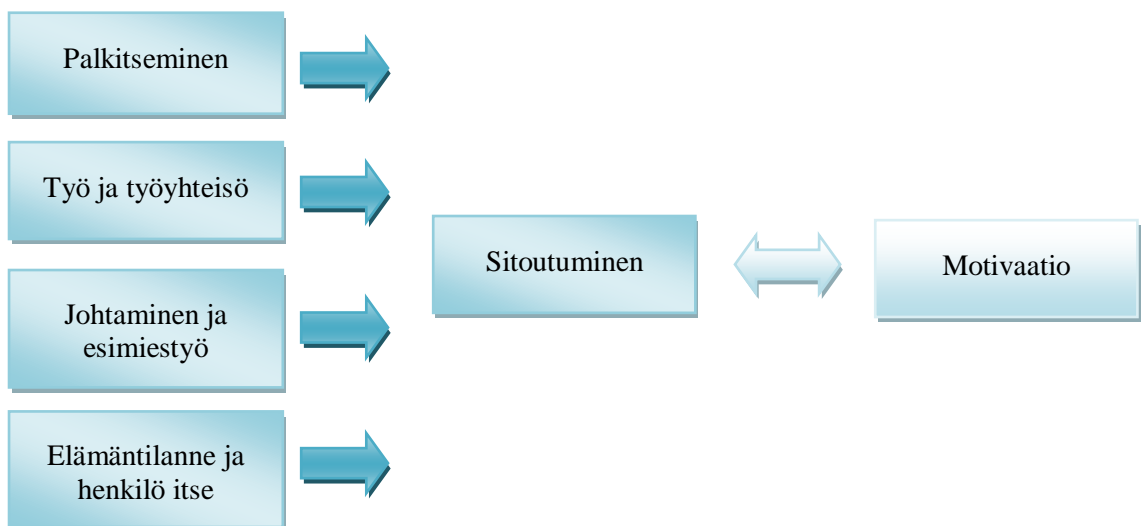 Palkitseminen
Työ ja työyhteisö
Johtaminen ja
esimiestyö
Elämäntilanne ja
henkilö itse
Sitoutuminen
Motivaatio